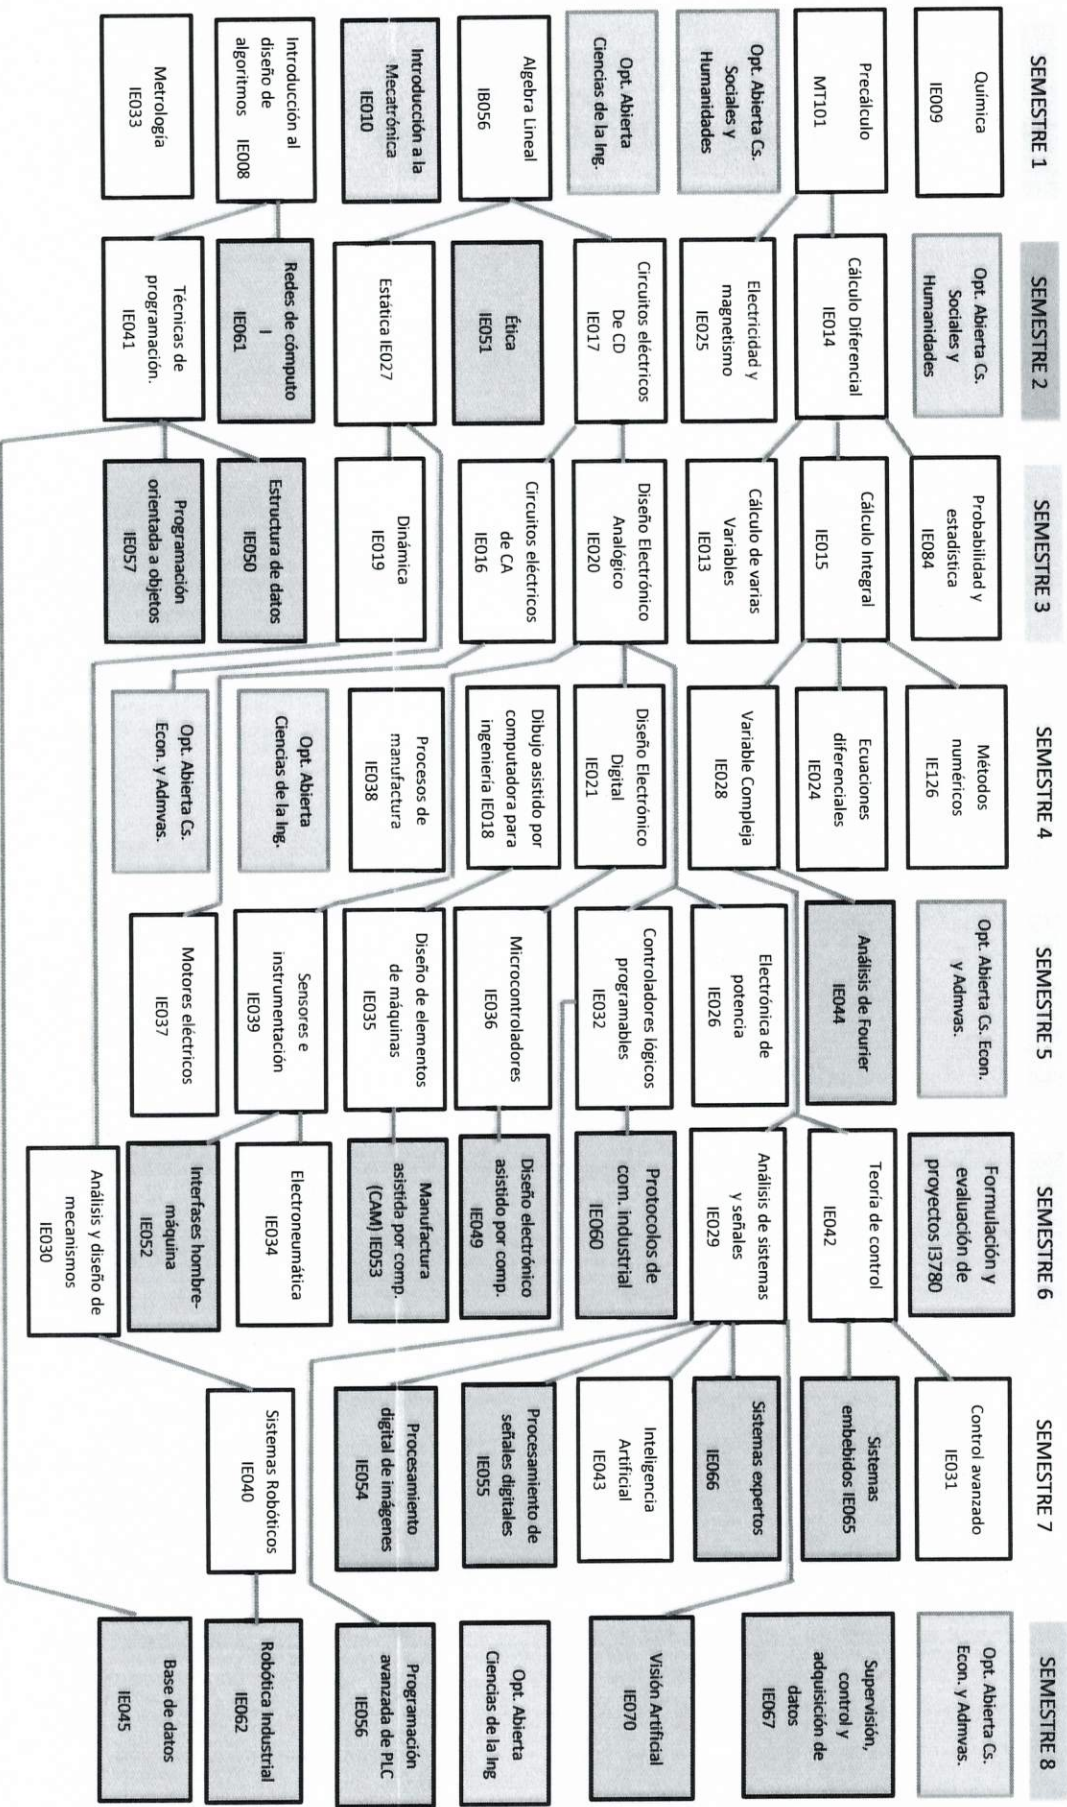 SEMESTRE 1
Química
IE009
Precálculo
MT101
Opt. Abierta Cs.
Sociales y
Humanidades
Opt. Abierta
Ciencias de la Ing.
Algebra Lineal
IB056
Introducción a la
Mecatrónica
IE010
Introducción al
diseño de
algoritmos IE008
Metrología
IE033
SEMESTRE 2
Opt. Abierta Cs.
Sociales y
Humanidades
Cálculo Diferencial
IE014
Electricidad y
magnetismo
IE025
Circuitos eléctricos
De CD
IE017
Ética
IE051
Estática IE027
Redes de cómputo
I
IE061
Técnicas de
programación.
IE041
SEMESTRE 3
Probabilidad y
estadística
IE084
Cálculo Integral
IE015
Cálculo de varias
Variables
IE013
Diseño Electrónico
Analógico
IE020
Circuitos eléctricos
de CA
IE016
Dinámica
IE019
Estructura de datos
IE050
Programación
orientada a objetos
IE057
SEMESTRE 4
Métodos
numéricos
IE126
Ecuaciones
diferenciales
IE024
Variable Compleja
IE028
Diseño Electrónico
Digital
IE021
Dibujo asistido por
computadora para
ingeniería IE018
Procesos de
manufactura
IE038
Opt. Abierta
Ciencias de la Ing.
Opt. Abierta Cs.
Econ. y Admvas.
SEMESTRE 5
Opt. Abierta Cs. Econ.
y Admvas.
Análisis de Fourier
IE044
Electrónica de
potencia
IE026
Controladores lógicos
programables
IE032
Microcontroladores
IE036
Diseño de elementos
de máquinas
IE035
Sensores e
instrumentación
IE039
Motores eléctricos
IE037
SEMESTRE 6
Formulación y
evaluación de
proyectos I3780
Teoría de control
IE042
Análisis de sistemas
y señales
IE029
Protocolos de
com. industrial
IE060
Diseño electrónico
asistido por comp.
IE049
Manufactura
asistida por comp.
(CAM) IE053
Electroneumática
IE034
Interfases hombre-
máquina
IE052
Análisis y diseño de
mecanismos
IE030
SEMESTRE 7
Control avanzado
IE031
Sistemas
embebidos IE065
Sistemas expertos
IE066
Inteligencia
Artificial
IE043
Procesamiento de
señales digitales
IE055
Procesamiento
digital de imágenes
IE054
Sistemas Robóticos
IE040
SEMESTRE 8
Opt. Abierta Cs.
Econ. y Admvas.
Supervisión,
control y
adquisición de
datos
IE067
Visión Artificial
IE070
Opt. Abierta
Ciencias de la Ing
Programación
avanzada de PLC
IE056
Robótica Industrial
IE062
Base de datos
IE045